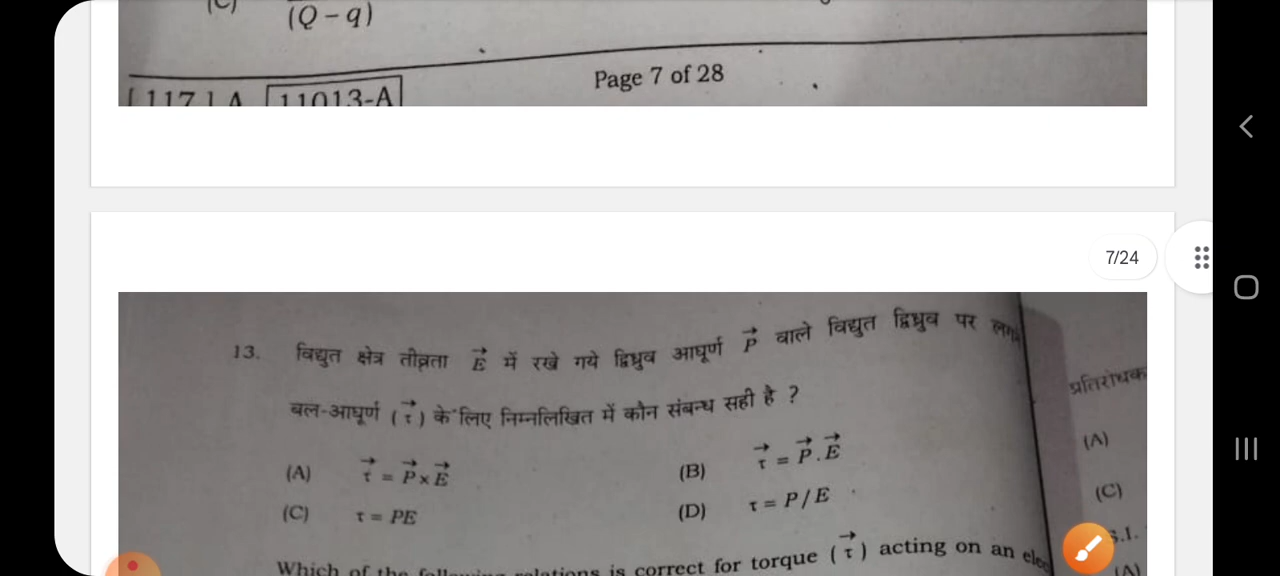 (C) (Q – q)
Page 7 of 28
[ 117 ] A 11013-A
7/24
13. विद्युत क्षेत्र तीव्रता E⃗ में रखे गये द्विध्रुव आघूर्ण P⃗ वाले विद्युत द्विध्रुव पर
बल-आघूर्ण ( τ⃗ ) के लिए निम्नलिखित में कौन संबन्ध सही है ?
(A) τ⃗ = P⃗ × E⃗ (B) τ⃗ = P⃗ . E⃗
(C) τ = PE (D) τ = P / E
Which of the following relations is correct for torque ( τ⃗ ) acting on an
प्रतिरोधक
(A)
(C)
S.I.
(A)